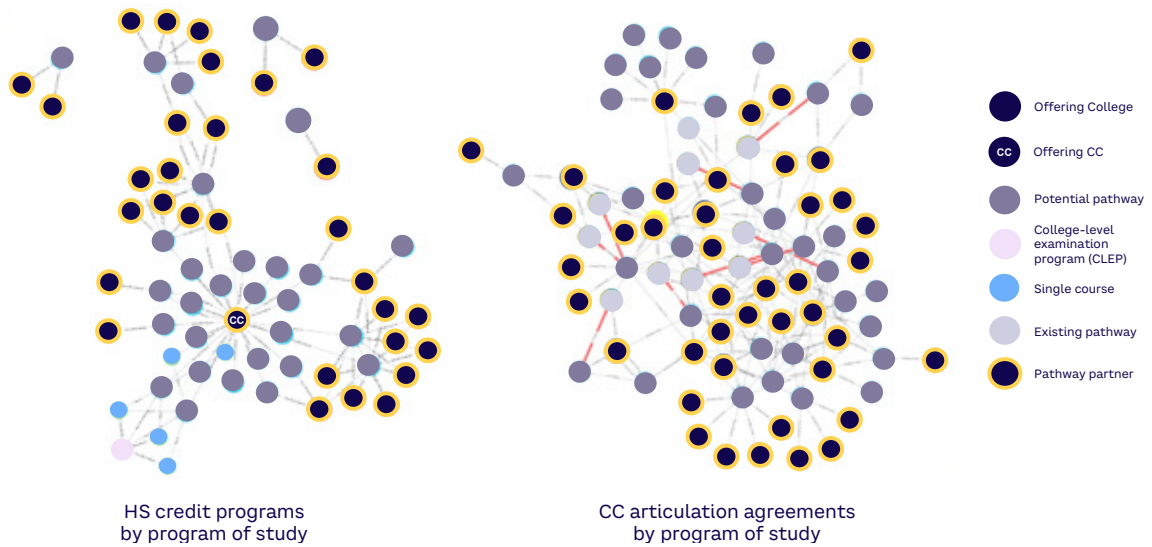 CC
HS credit programs
by program of study
CC articulation agreements
by program of study
Offering College
CC
Offering CC
Potential pathway
College-level
examination
program (CLEP)
Single course
Existing pathway
Pathway partner